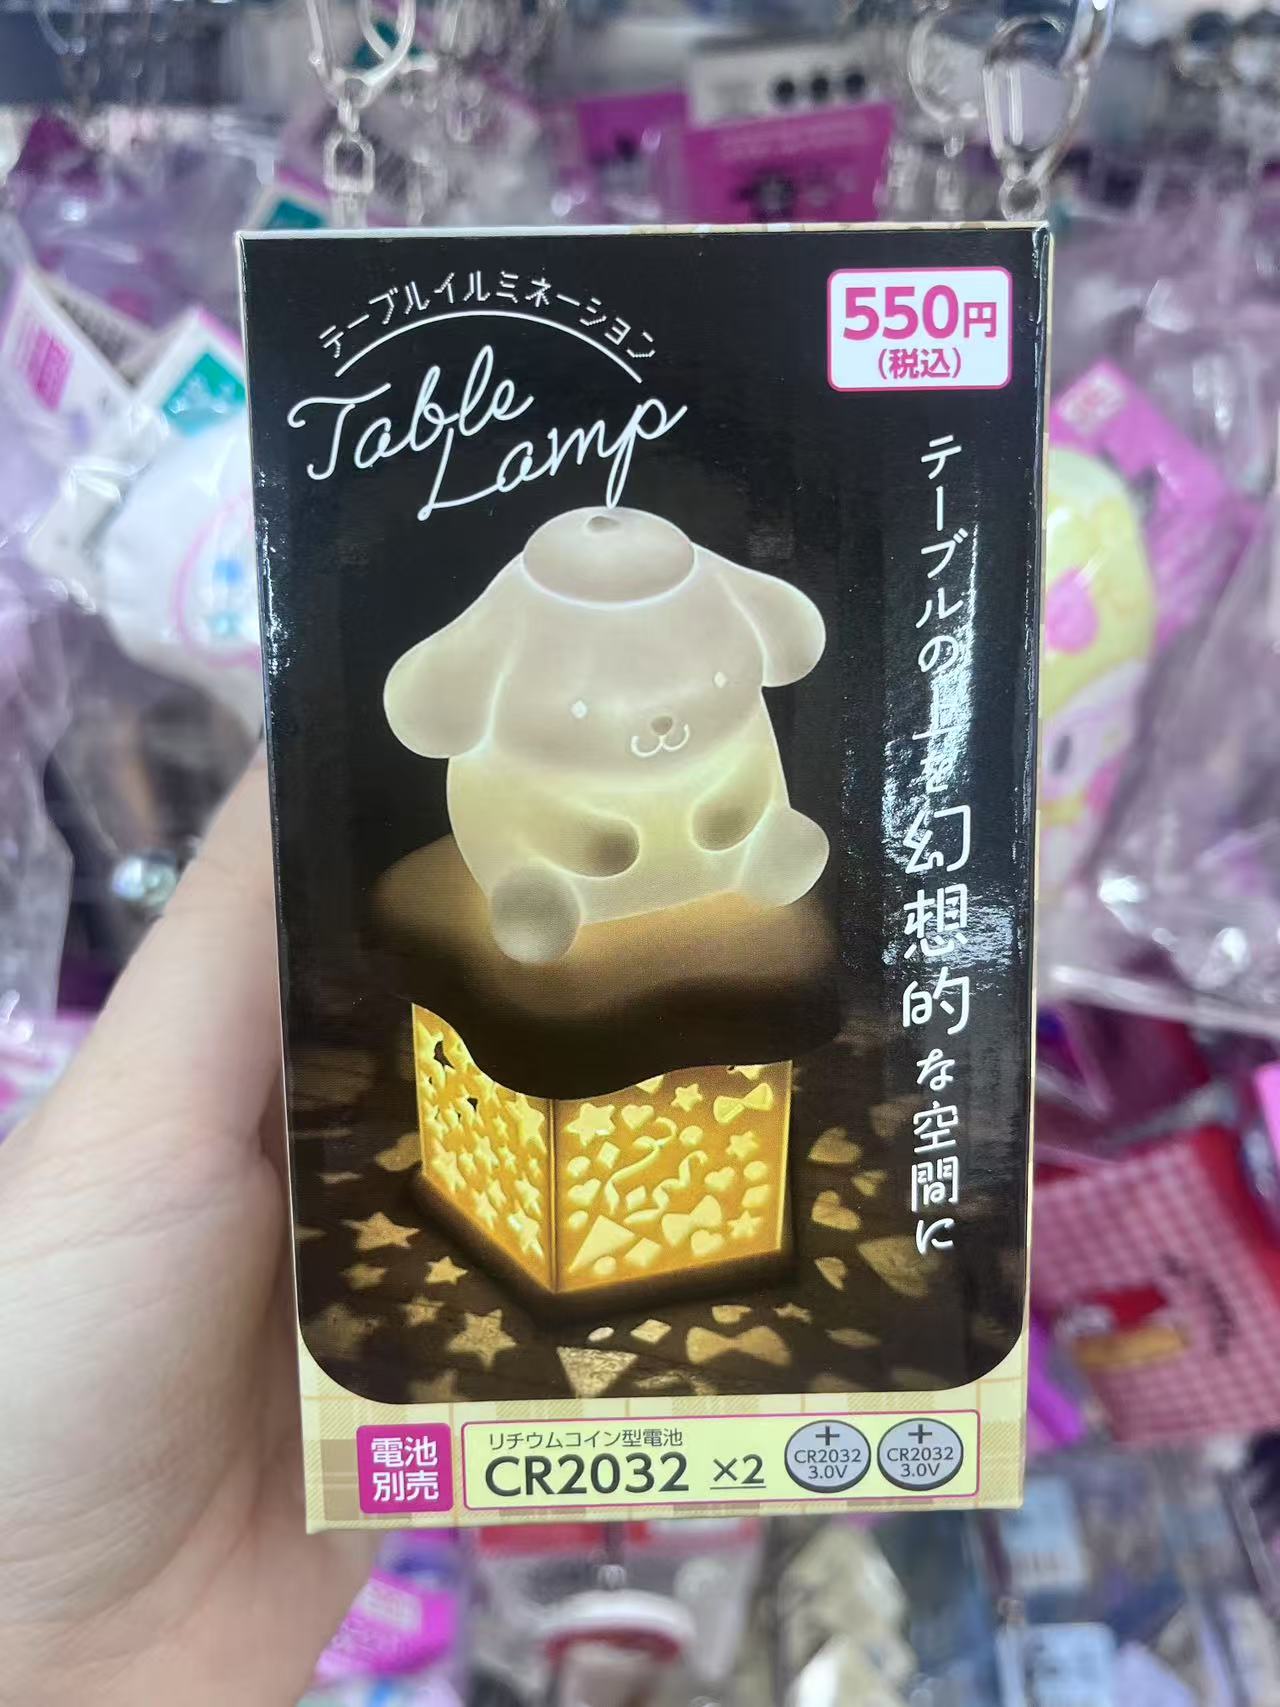 テーブルイルミネーション
Table
Lamp
550円
(税込)
テーブルの上を幻想的な空間に
電池
別売
リチウムコイン型電池
CR2032 ×2
+
CR2032
3.0V
+
CR2032
3.0V